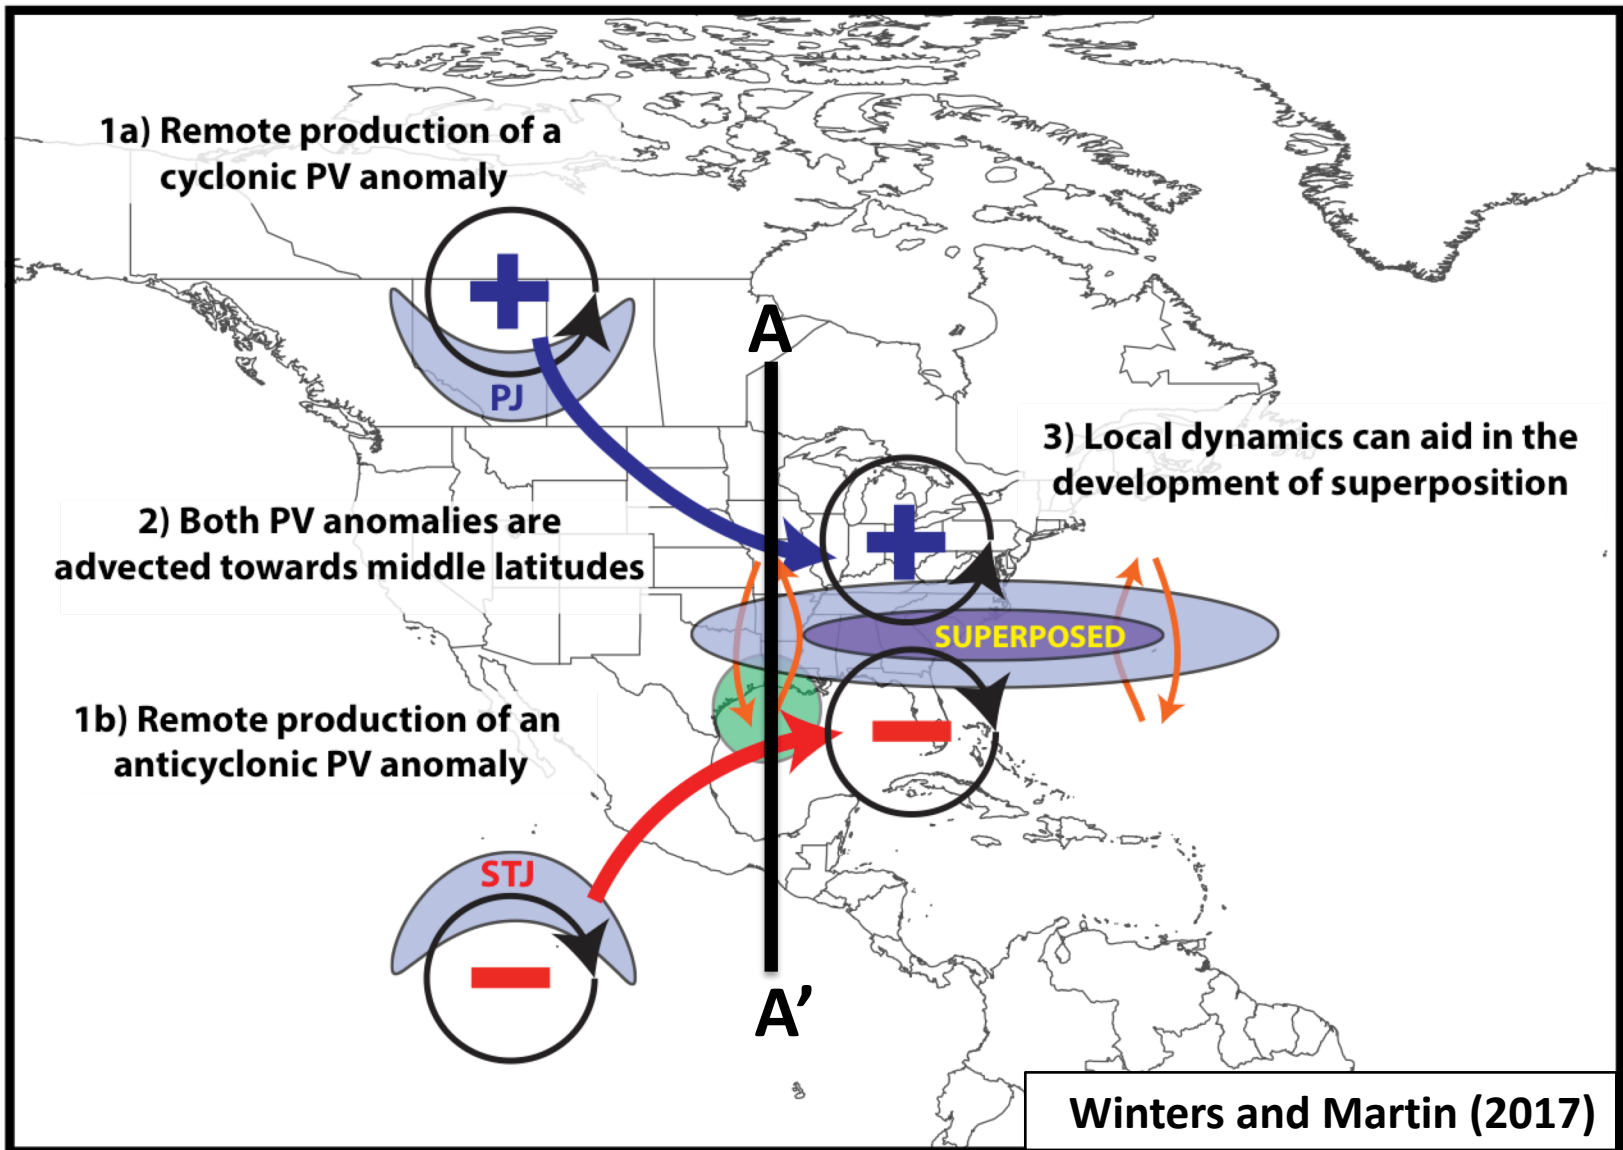 1a) Remote production of a
cyclonic PV anomaly
PJ
A
3) Local dynamics can aid in the
development of superposition
2) Both PV anomalies are
advected towards middle latitudes
SUPERPOSED
1b) Remote production of an
anticyclonic PV anomaly
STJ
A’
Winters and Martin (2017)